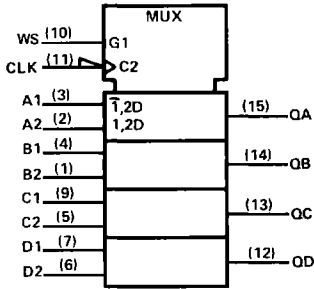 MUX
WS (10) G1
CLK (11) C2
A1 (3) 1̅,2D (15) QA
A2 (2) 1,2D
B1 (4) (14) QB
B2 (1)
C1 (9) (13) QC
C2 (5)
D1 (7) (12) QD
D2 (6)